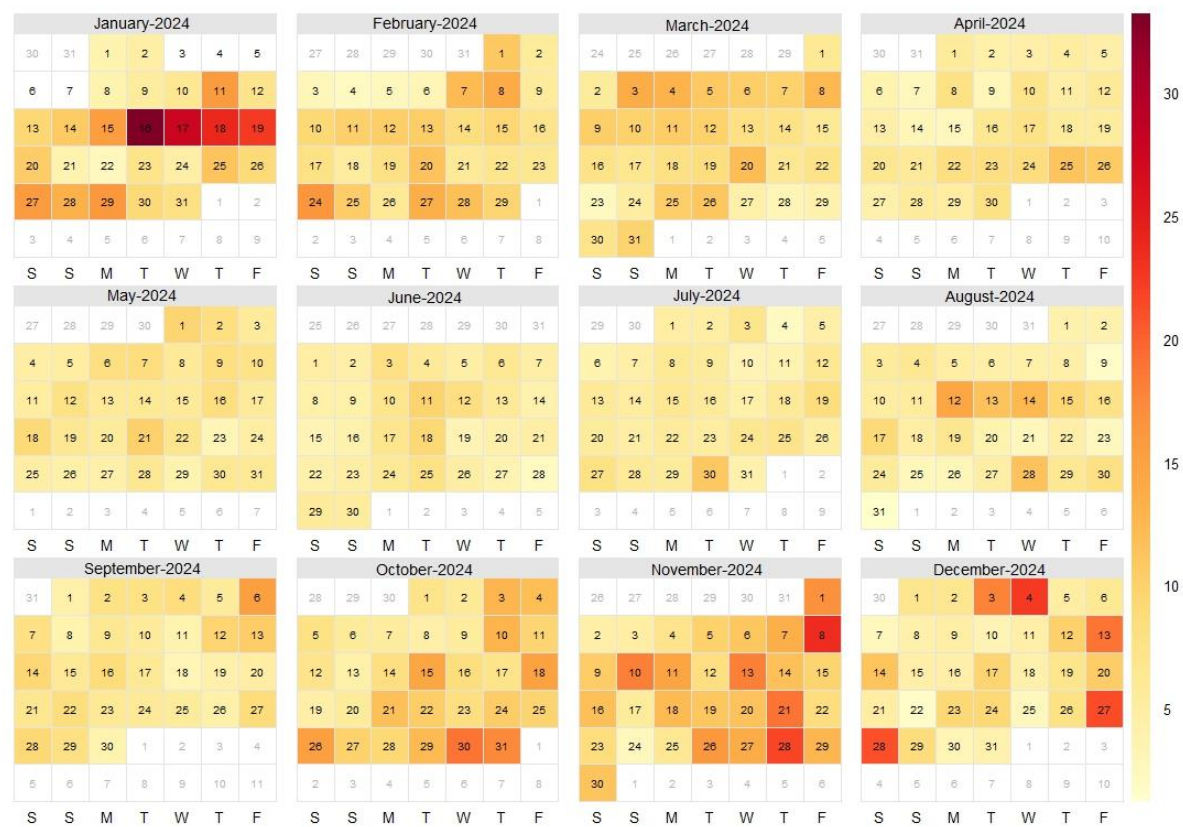 January-2024
30 31 1 2 3 4 5
6 7 8 9 10 11 12
13 14 15 16 17 18 19
20 21 22 23 24 25 26
27 28 29 30 31 1 2
3 4 5 6 7 8 9
S S M T W T F
February-2024
27 28 29 30 31 1 2
3 4 5 6 7 8 9
10 11 12 13 14 15 16
17 18 19 20 21 22 23
24 25 26 27 28 29 1
2 3 4 5 6 7 8
S S M T W T F
March-2024
24 25 26 27 28 29 1
2 3 4 5 6 7 8
9 10 11 12 13 14 15
16 17 18 19 20 21 22
23 24 25 26 27 28 29
30 31 1 2 3 4 5
S S M T W T F
April-2024
30 31 1 2 3 4 5
6 7 8 9 10 11 12
13 14 15 16 17 18 19
20 21 22 23 24 25 26
27 28 29 30 1 2 3
4 5 6 7 8 9 10
S S M T W T F
May-2024
27 28 29 30 1 2 3
4 5 6 7 8 9 10
11 12 13 14 15 16 17
18 19 20 21 22 23 24
25 26 27 28 29 30 31
1 2 3 4 5 6 7
S S M T W T F
June-2024
25 26 27 28 29 30 31
1 2 3 4 5 6 7
8 9 10 11 12 13 14
15 16 17 18 19 20 21
22 23 24 25 26 27 28
29 30 1 2 3 4 5
S S M T W T F
July-2024
29 30 1 2 3 4 5
6 7 8 9 10 11 12
13 14 15 16 17 18 19
20 21 22 23 24 25 26
27 28 29 30 31 1 2
3 4 5 6 7 8 9
S S M T W T F
August-2024
27 28 29 30 31 1 2
3 4 5 6 7 8 9
10 11 12 13 14 15 16
17 18 19 20 21 22 23
24 25 26 27 28 29 30
31 1 2 3 4 5 6
S S M T W T F
September-2024
31 1 2 3 4 5 6
7 8 9 10 11 12 13
14 15 16 17 18 19 20
21 22 23 24 25 26 27
28 29 30 1 2 3 4
5 6 7 8 9 10 11
S S M T W T F
October-2024
28 29 30 1 2 3 4
5 6 7 8 9 10 11
12 13 14 15 16 17 18
19 20 21 22 23 24 25
26 27 28 29 30 31 1
2 3 4 5 6 7 8
S S M T W T F
November-2024
26 27 28 29 30 31 1
2 3 4 5 6 7 8
9 10 11 12 13 14 15
16 17 18 19 20 21 22
23 24 25 26 27 28 29
30 1 2 3 4 5 6
S S M T W T F
December-2024
30 1 2 3 4 5 6
7 8 9 10 11 12 13
14 15 16 17 18 19 20
21 22 23 24 25 26 27
28 29 30 31 1 2 3
4 5 6 7 8 9 10
S S M T W T F
30
25
20
15
10
5